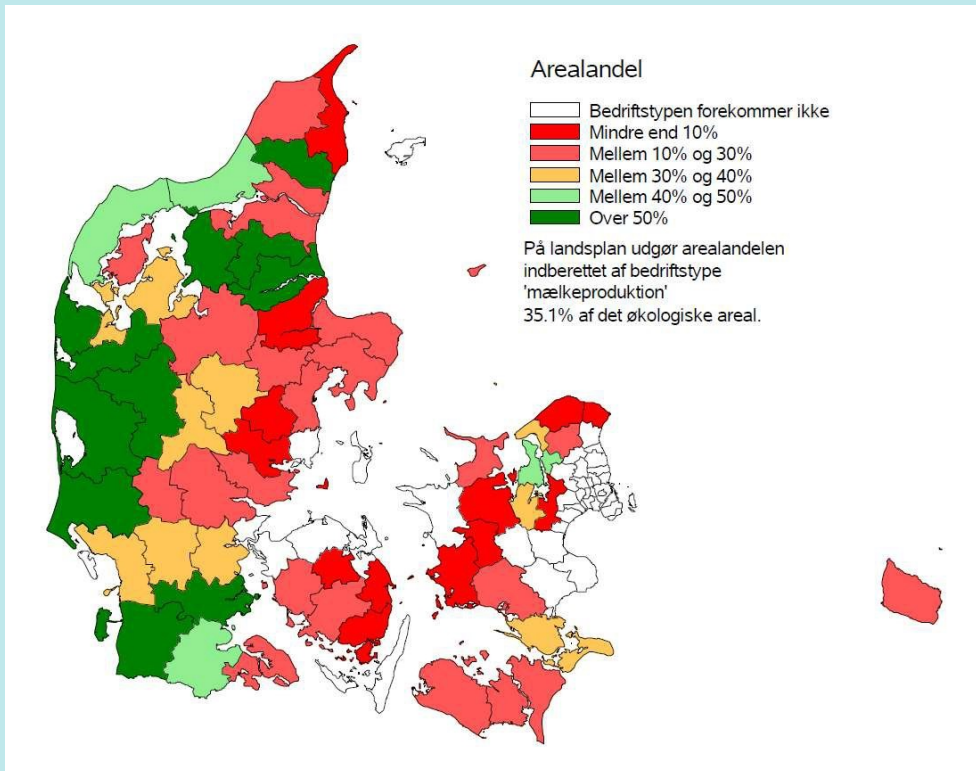 Arealandel
Bedriftstypen forekommer ikke
Mindre end 10%
Mellem 10% og 30%
Mellem 30% og 40%
Mellem 40% og 50%
Over 50%
På landsplan udgør arealandelen
indberettet af bedriftstype
'mælkeproduktion'
35.1% af det økologiske areal.